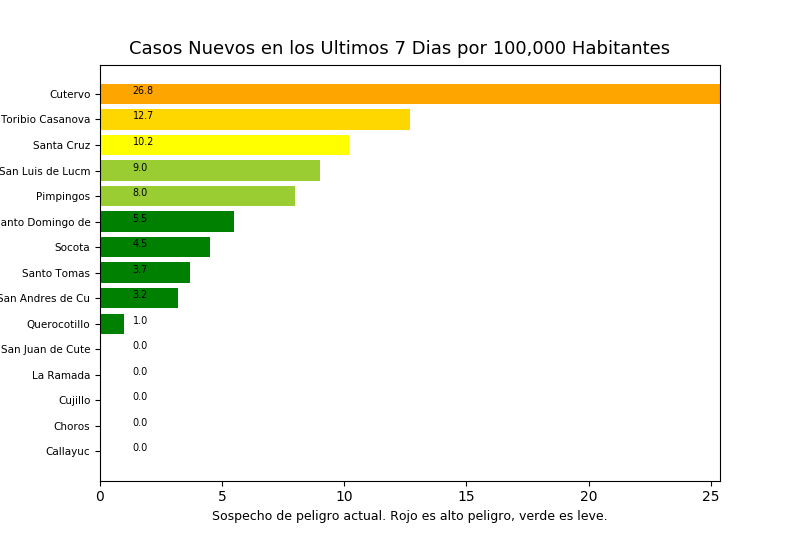 Casos Nuevos en los Ultimos 7 Dias por 100,000 Habitantes
Cutervo 26.8
Toribio Casanova 12.7
Santa Cruz 10.2
San Luis de Lucm 9.0
Pimpingos 8.0
anto Domingo de 5.5
Socota 4.5
Santo Tomas 3.7
San Andres de Cu 3.2
Querocotillo 1.0
San Juan de Cute 0.0
La Ramada 0.0
Cujillo 0.0
Choros 0.0
Callayuc 0.0
0 5 10 15 20 25
Sospecho de peligro actual. Rojo es alto peligro, verde es leve.